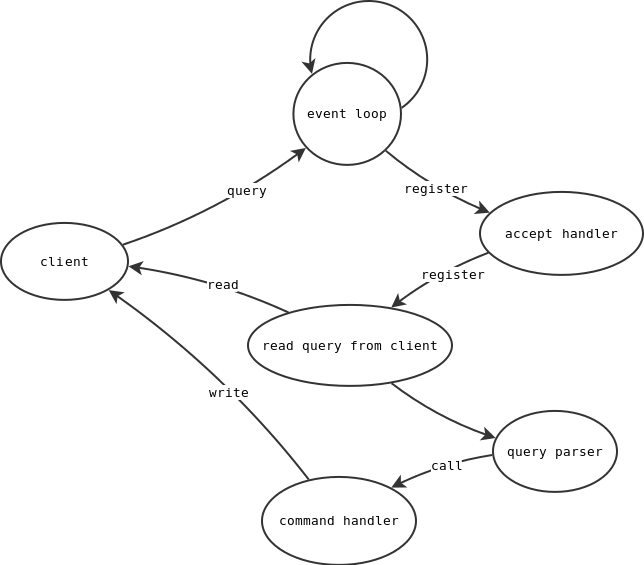 event loop
query
register
accept handler
client
register
read
read query from client
write
query parser
call
command handler